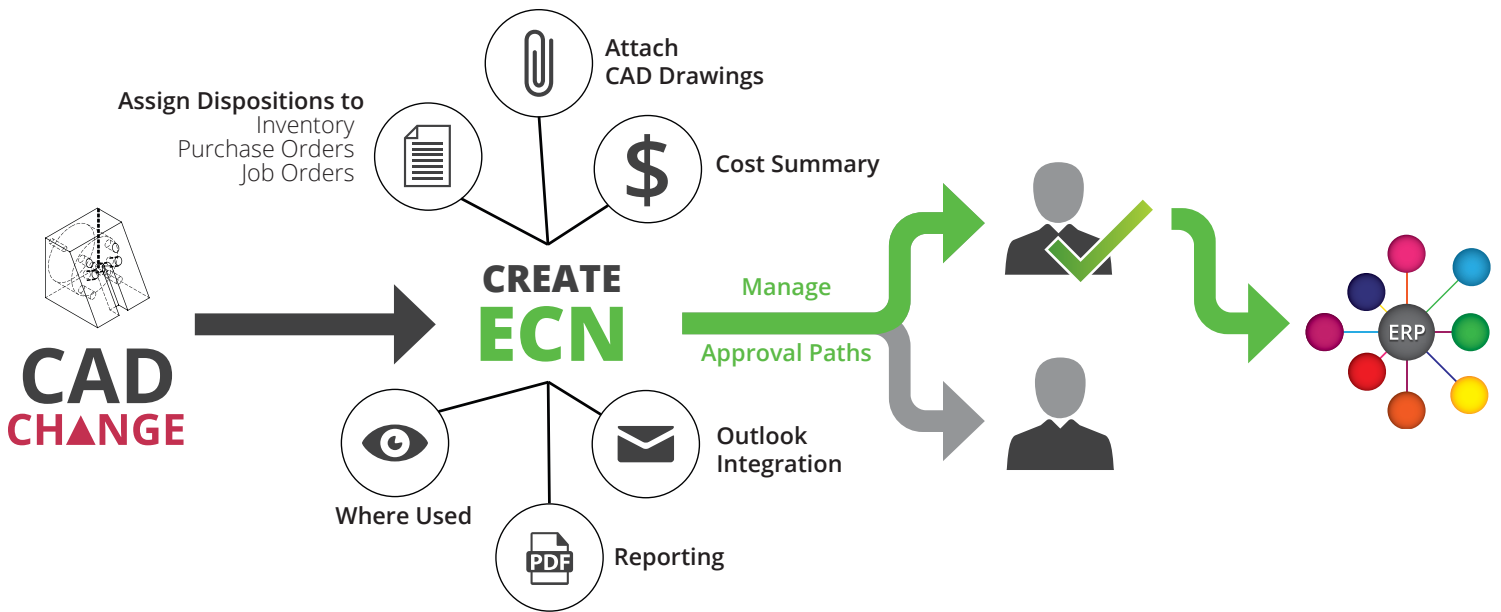 Attach
CAD Drawings
Assign Dispositions to
Inventory
Purchase Orders
Job Orders
$
Cost Summary
CAD
CHANGE
CREATE
ECN
Manage
Approval Paths
ERP
Where Used
Outlook
Integration
PDF
Reporting